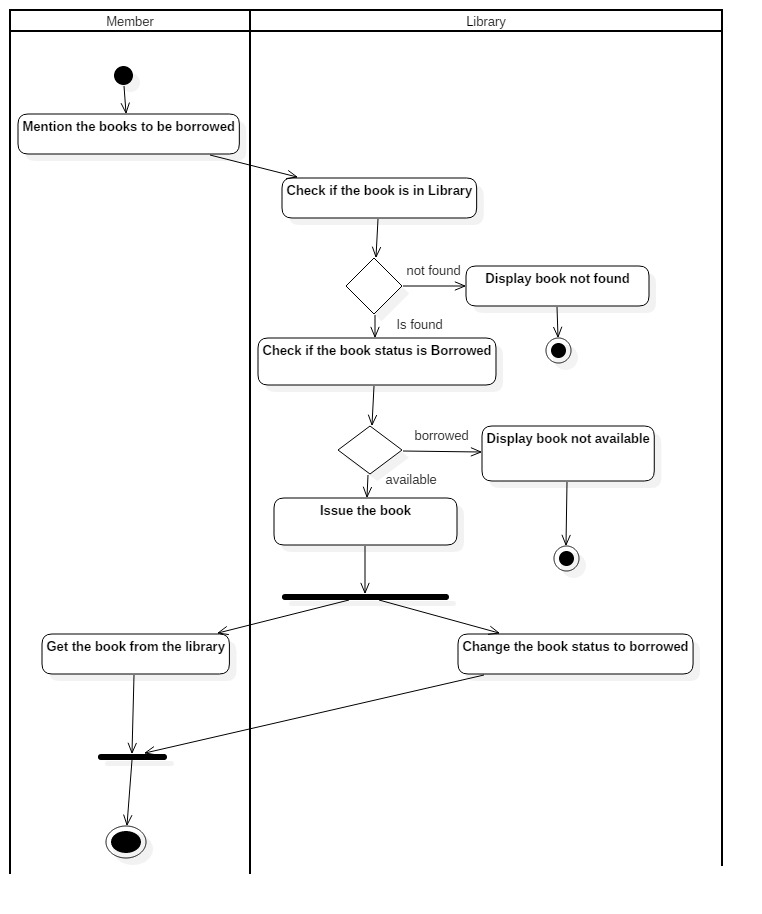 Member
Library
Mention the books to be borrowed
Check if the book is in Library
not found
Display book not found
Is found
Check if the book status is Borrowed
borrowed
Display book not available
available
Issue the book
Get the book from the library
Change the book status to borrowed